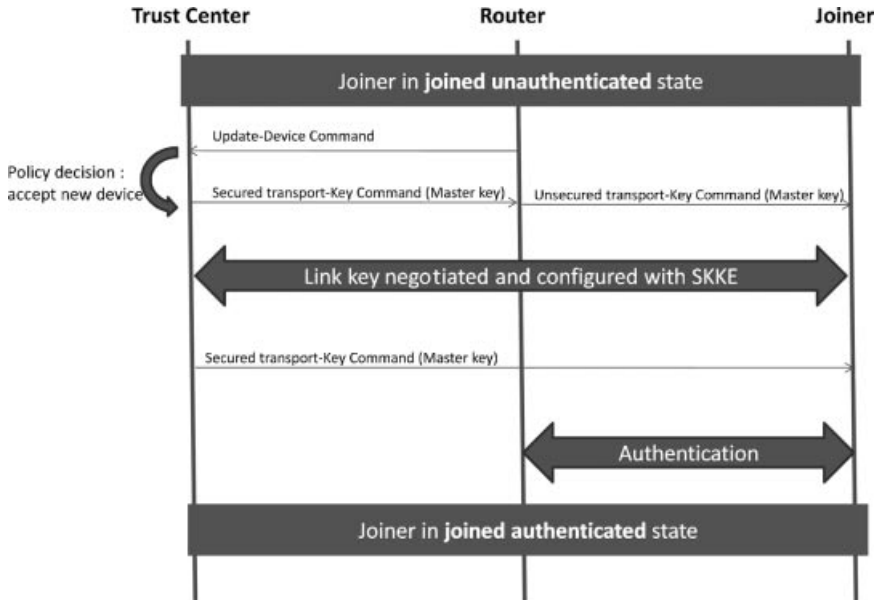 Trust Center
Router
Joiner
Joiner in joined unauthenticated state
Update-Device Command
Policy decision :
accept new device
Secured transport-Key Command (Master key)
Unsecured transport-Key Command (Master key)
Link key negotiated and configured with SKKE
Secured transport-Key Command (Master key)
Authentication
Joiner in joined authenticated state